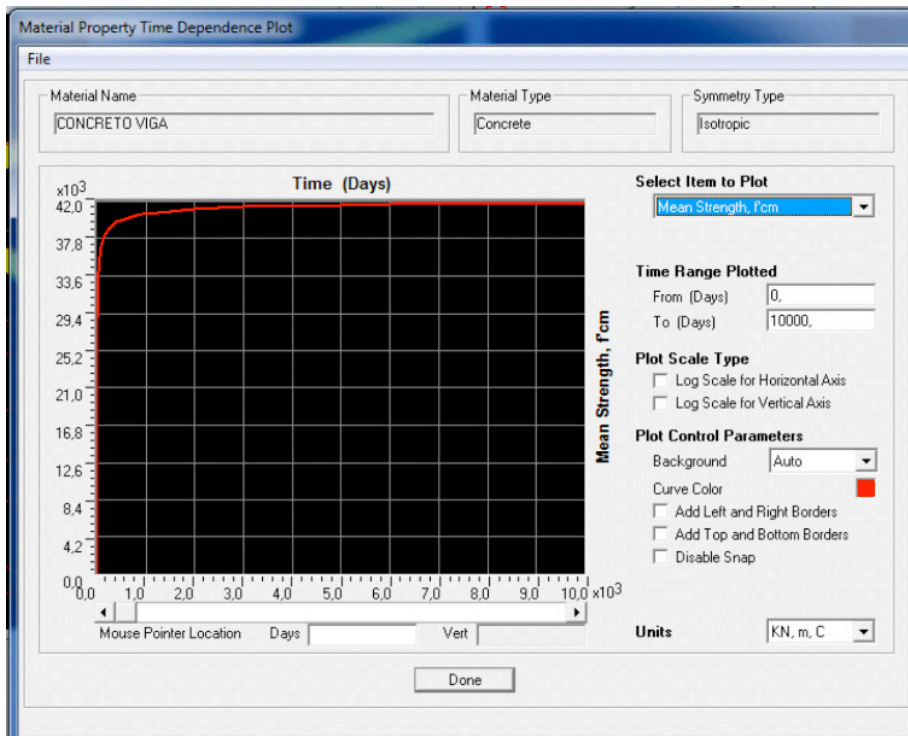 Material Property Time Dependence Plot
File
Material Name
CONCRETO VIGA
Material Type
Concrete
Symmetry Type
Isotropic
Time (Days)
x10³
42,0
37,8
33,6
29,4
25,2
21,0
16,8
12,6
8,4
4,2
0,0
0,0 1,0 2,0 3,0 4,0 5,0 6,0 7,0 8,0 9,0 10,0 x10³
Mean Strength, f'cm
Mouse Pointer Location Days Vert
Select Item to Plot
Mean Strength, f'cm
Time Range Plotted
From (Days) 0,
To (Days) 10000,
Plot Scale Type
Log Scale for Horizontal Axis
Log Scale for Vertical Axis
Plot Control Parameters
Background Auto
Curve Color
Add Left and Right Borders
Add Top and Bottom Borders
Disable Snap
Units KN, m, C
Done